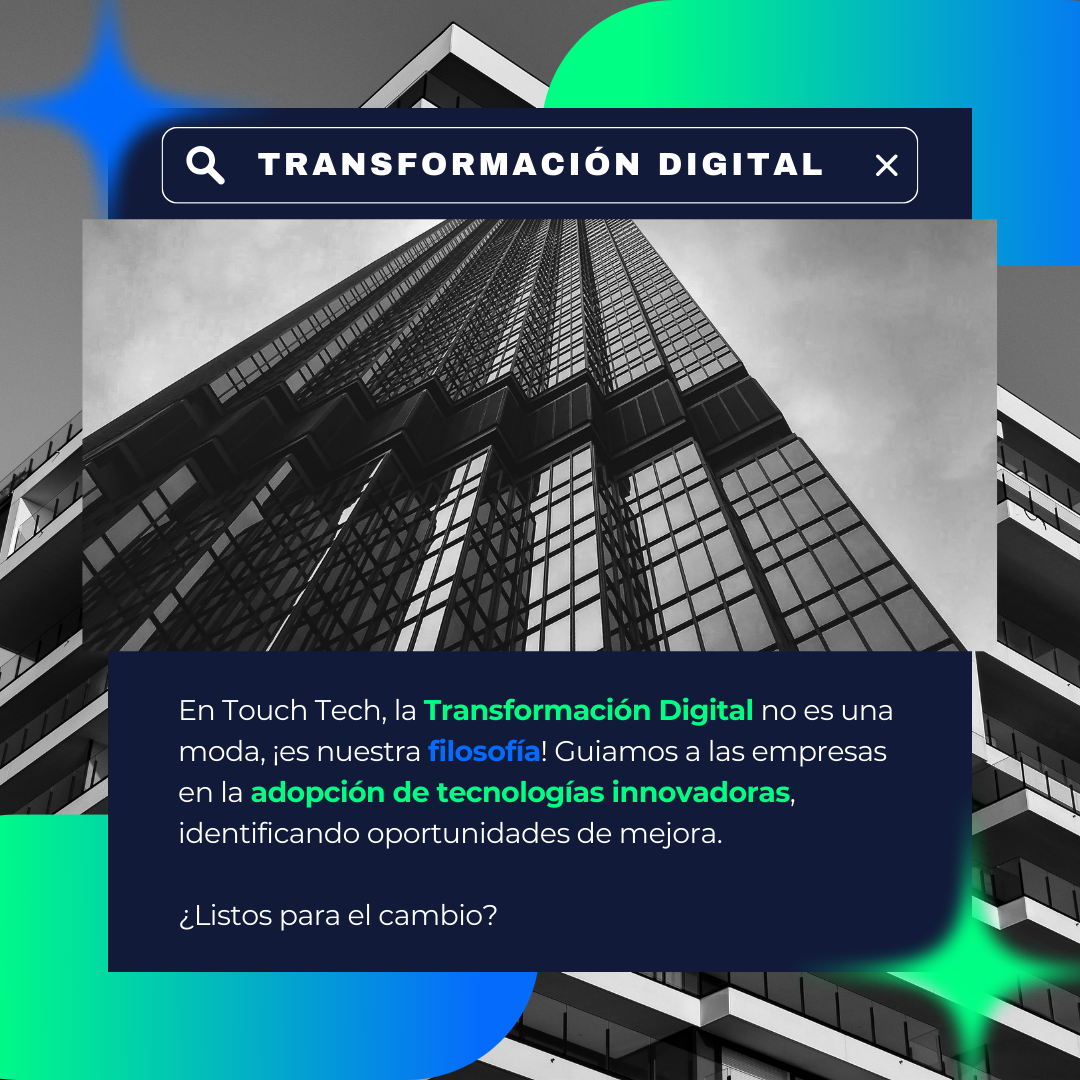 TRANSFORMACIÓN DIGITAL
En Touch Tech, la Transformación Digital no es una
moda, ¡es nuestra filosofía! Guiamos a las empresas
en la adopción de tecnologías innovadoras,
identificando oportunidades de mejora.
¿Listos para el cambio?